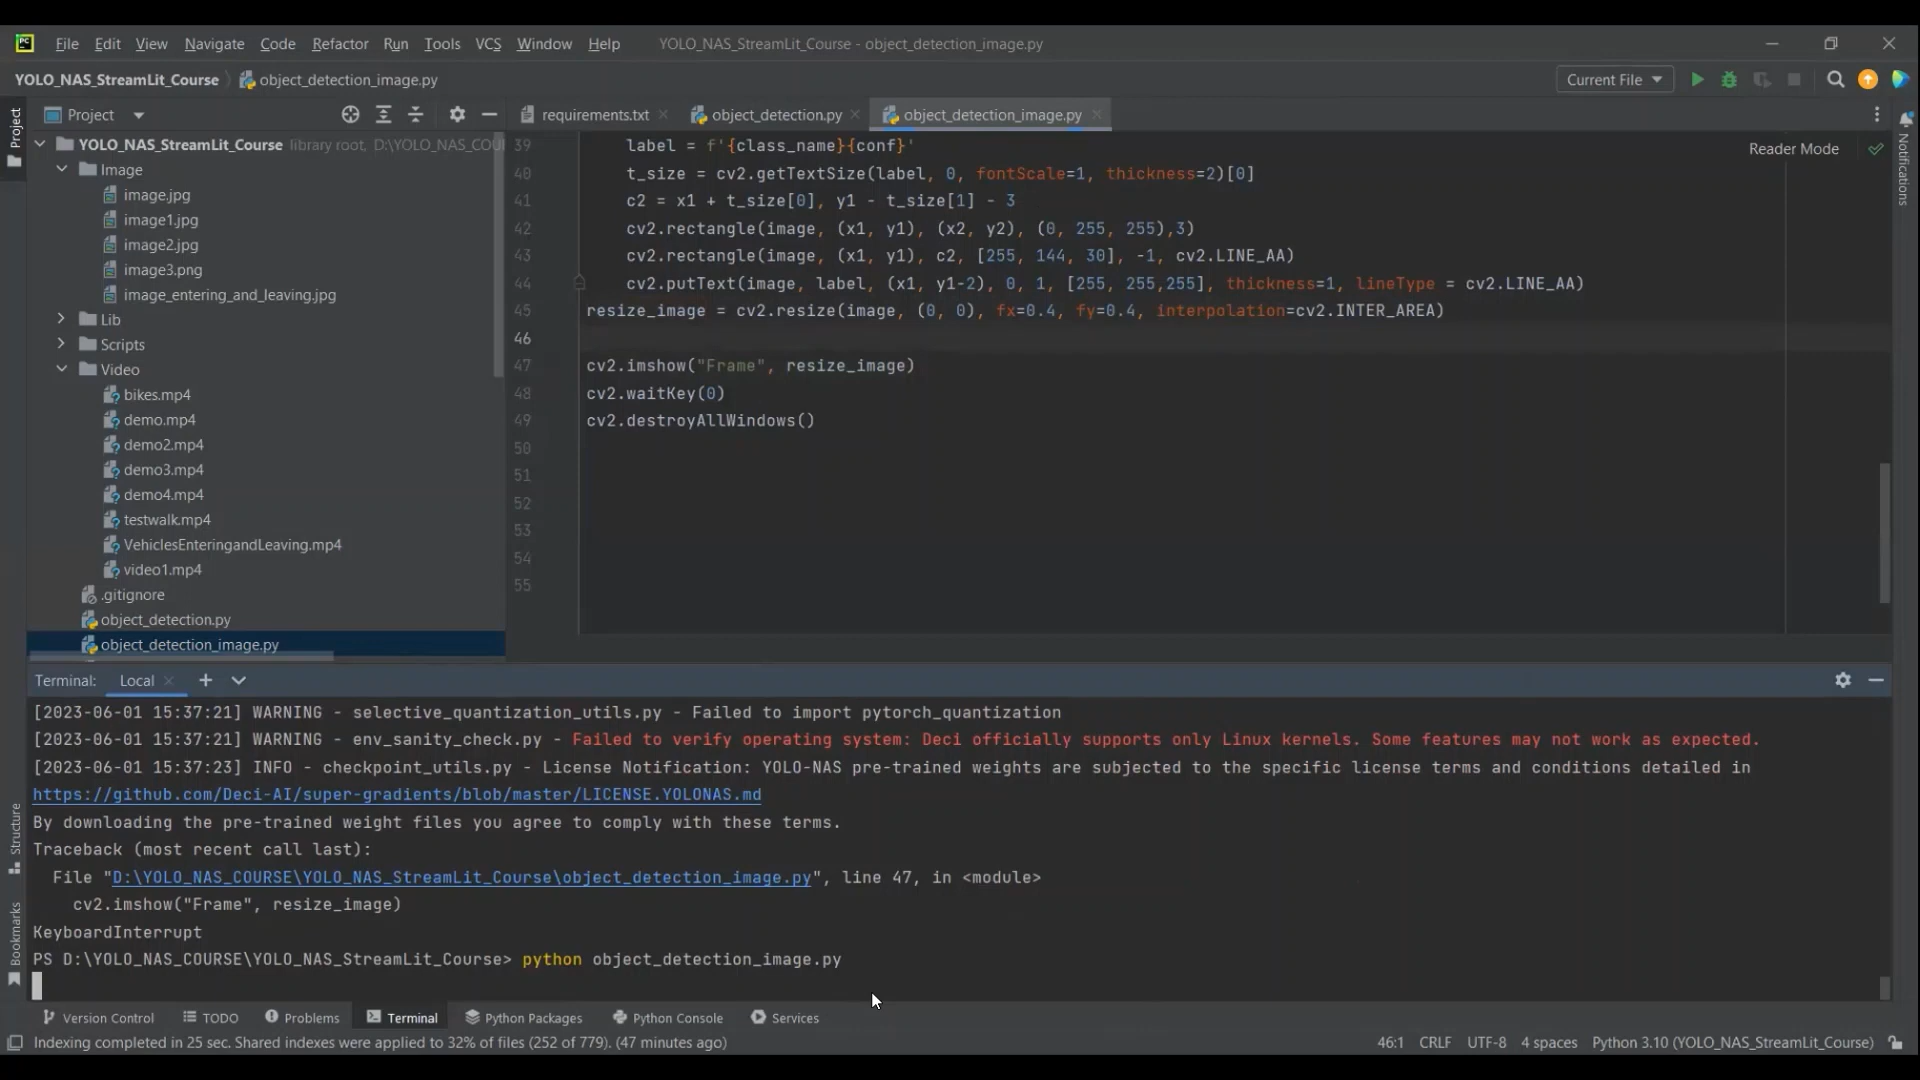 PC File Edit View Navigate Code Refactor Run Tools VCS Window Help YOLO_NAS_StreamLit_Course - object_detection_image.py
YOLO_NAS_StreamLit_Course object_detection_image.py Current File
Project
Project
requirements.txt object_detection.py object_detection_image.py
YOLO_NAS_StreamLit_Course library root, D:\YOLO_NAS_COU
Image
image.jpg
image1.jpg
image2.jpg
image3.png
image_entering_and_leaving.jpg
Lib
Scripts
Video
bikes.mp4
demo.mp4
demo2.mp4
demo3.mp4
demo4.mp4
testwalk.mp4
VehiclesEnteringandLeaving.mp4
video1.mp4
.gitignore
object_detection.py
object_detection_image.py
Reader Mode
Notifications
39 label = f'{class_name}{conf}'
40 t_size = cv2.getTextSize(label, 0, fontScale=1, thickness=2)[0]
41 c2 = x1 + t_size[0], y1 - t_size[1] - 3
42 cv2.rectangle(image, (x1, y1), (x2, y2), (0, 255, 255),3)
43 cv2.rectangle(image, (x1, y1), c2, [255, 144, 30], -1, cv2.LINE_AA)
44 cv2.putText(image, label, (x1, y1-2), 0, 1, [255, 255,255], thickness=1, lineType = cv2.LINE_AA)
45 resize_image = cv2.resize(image, (0, 0), fx=0.4, fy=0.4, interpolation=cv2.INTER_AREA)
46
47 cv2.imshow("Frame", resize_image)
48 cv2.waitKey(0)
49 cv2.destroyAllWindows()
50
51
52
53
54
55
Terminal: Local
[2023-06-01 15:37:21] WARNING - selective_quantization_utils.py - Failed to import pytorch_quantization
[2023-06-01 15:37:21] WARNING - env_sanity_check.py - Failed to verify operating system: Deci officially supports only Linux kernels. Some features may not work as expected.
[2023-06-01 15:37:23] INFO - checkpoint_utils.py - License Notification: YOLO-NAS pre-trained weights are subjected to the specific license terms and conditions detailed in
https://github.com/Deci-AI/super-gradients/blob/master/LICENSE.YOLONAS.md
By downloading the pre-trained weight files you agree to comply with these terms.
Traceback (most recent call last):
File "D:\YOLO_NAS_COURSE\YOLO_NAS_StreamLit_Course\object_detection_image.py", line 47, in <module>
cv2.imshow("Frame", resize_image)
KeyboardInterrupt
PS D:\YOLO_NAS_COURSE\YOLO_NAS_StreamLit_Course> python object_detection_image.py
Structure
Bookmarks
Version Control TODO Problems Terminal Python Packages Python Console Services
Indexing completed in 25 sec. Shared indexes were applied to 32% of files (252 of 779). (47 minutes ago) 46:1 CRLF UTF-8 4 spaces Python 3.10 (YOLO_NAS_StreamLit_Course)